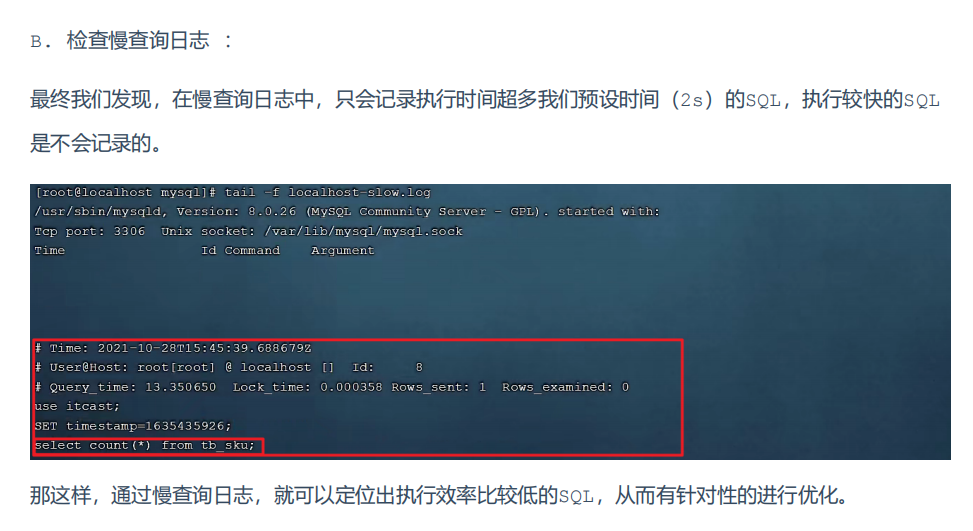 B. 检查慢查询日志 :
最终我们发现，在慢查询日志中，只会记录执行时间超多我们预设时间（2s）的SQL，执行较快的SQL
是不会记录的。
[root@localhost mysql]# tail -f localhost-slow.log
/usr/sbin/mysqld, Version: 8.0.26 (MySQL Community Server - GPL). started with:
Tcp port: 3306  Unix socket: /var/lib/mysql/mysql.sock
Time                 Id Command    Argument
# Time: 2021-10-28T15:45:39.688679Z
# User@Host: root[root] @ localhost []  Id:     8
# Query_time: 13.350650  Lock_time: 0.000358 Rows_sent: 1  Rows_examined: 0
use itcast;
SET timestamp=1635435926;
select count(*) from tb_sku;
那这样，通过慢查询日志，就可以定位出执行效率比较低的SQL，从而有针对性的进行优化。